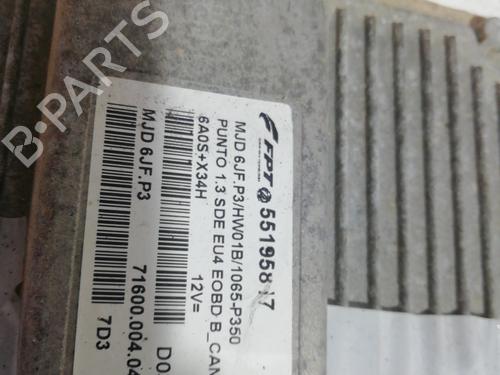 FPT 55195817
MJD 6JF.P3/HW01B/1065-P350
PUNTO 1.3 SDE EU4 EOBD B_CAN
6A0S+X34H 12V=
MJD 6JF.P3 71600.004.04
7D3
B-PARTS